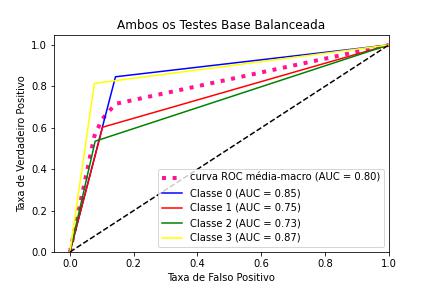 Ambos os Testes Base Balanceada
Taxa de Verdadeiro Positivo
1.0
0.8
0.6
0.4
0.2
0.0
curva ROC média-macro (AUC = 0.80)
Classe 0 (AUC = 0.85)
Classe 1 (AUC = 0.75)
Classe 2 (AUC = 0.73)
Classe 3 (AUC = 0.87)
0.0 0.2 0.4 0.6 0.8 1.0
Taxa de Falso Positivo